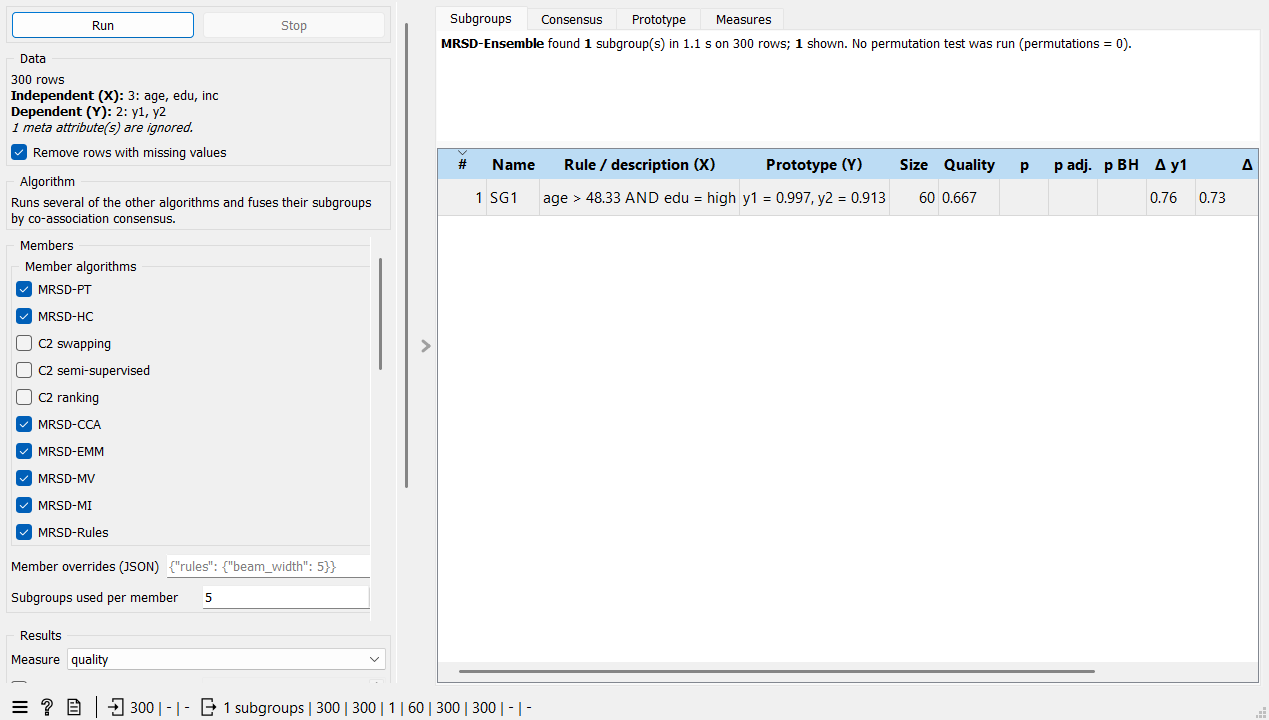 Run
Stop
Data
300 rows
Independent (X): 3: age, edu, inc
Dependent (Y): 2: y1, y2
1 meta attribute(s) are ignored.
Remove rows with missing values
Algorithm
Runs several of the other algorithms and fuses their subgroups
by co-association consensus.
Members
Member algorithms
MRSD-PT
MRSD-HC
C2 swapping
C2 semi-supervised
C2 ranking
MRSD-CCA
MRSD-EMM
MRSD-MV
MRSD-MI
MRSD-Rules
Member overrides (JSON) {"rules": {"beam_width": 5}}
Subgroups used per member 5
Results
Measure quality
Subgroups Consensus Prototype Measures
MRSD-Ensemble found 1 subgroup(s) in 1.1 s on 300 rows; 1 shown. No permutation test was run (permutations = 0).
# Name Rule / description (X) Prototype (Y) Size Quality p p adj. p BH Δ y1 Δ
1 SG1 age > 48.33 AND edu = high y1 = 0.997, y2 = 0.913 60 0.667 0.76 0.73
300 | - | - 1 subgroups | 300 | 300 | 1 | 60 | 300 | 300 | - | -